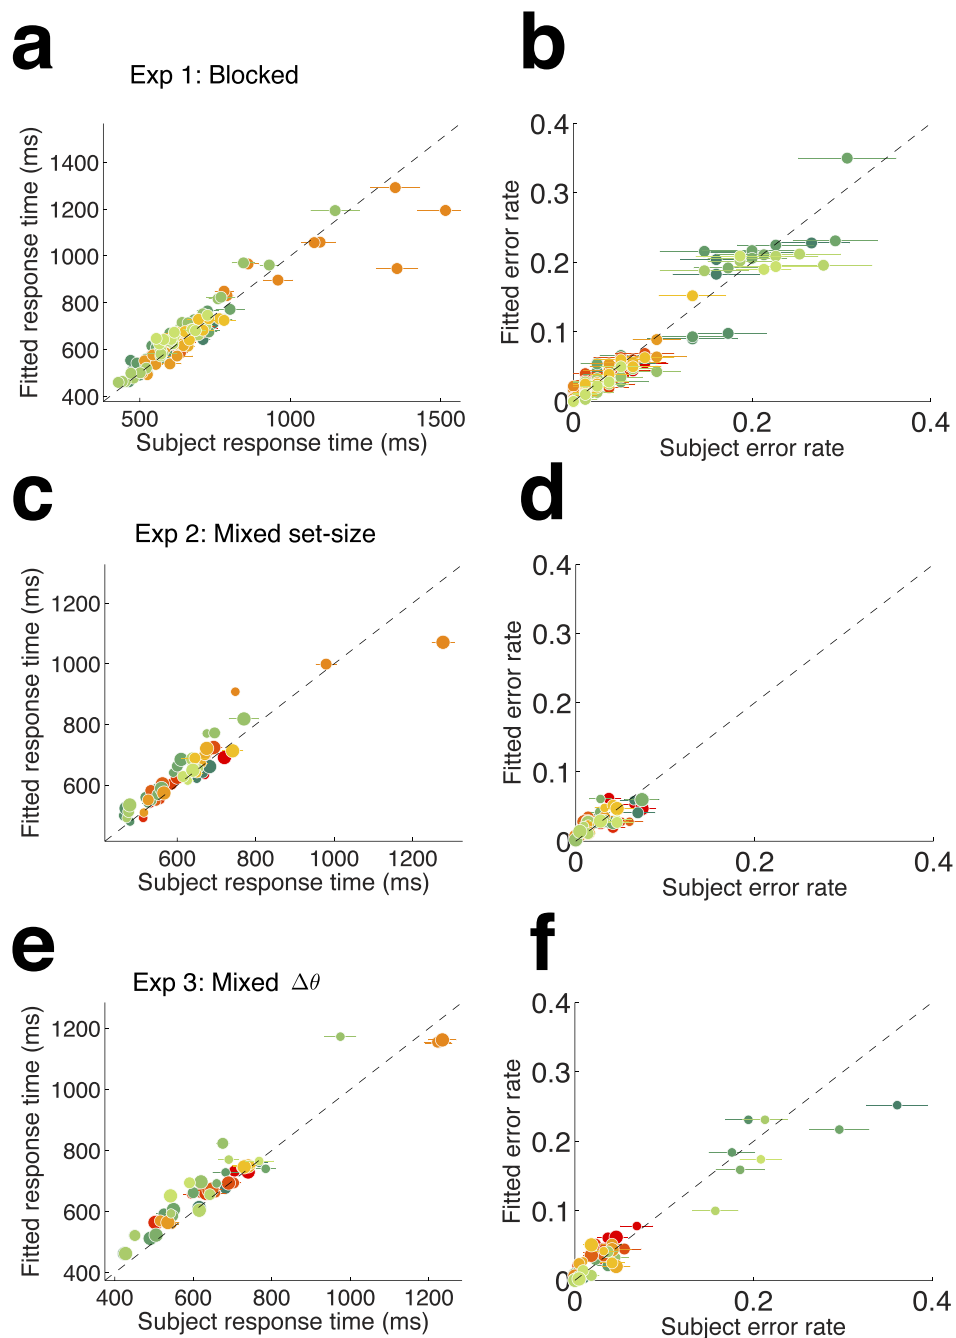 a
b
Exp 1: Blocked
Fitted response time (ms)
1400
1200
1000
800
600
400
500
1000
1500
Subject response time (ms)
Fitted error rate
0.4
0.3
0.2
0.1
0
0
0.2
0.4
Subject error rate
c
d
Exp 2: Mixed set-size
Fitted response time (ms)
1200
1000
800
600
600
800
1000
1200
Subject response time (ms)
Fitted error rate
0.4
0.3
0.2
0.1
0
0
0.2
0.4
Subject error rate
e
f
Exp 3: Mixed Δθ
Fitted response time (ms)
1200
1000
800
600
400
400
600
800
1000
1200
Subject response time (ms)
Fitted error rate
0.4
0.3
0.2
0.1
0
0
0.2
0.4
Subject error rate